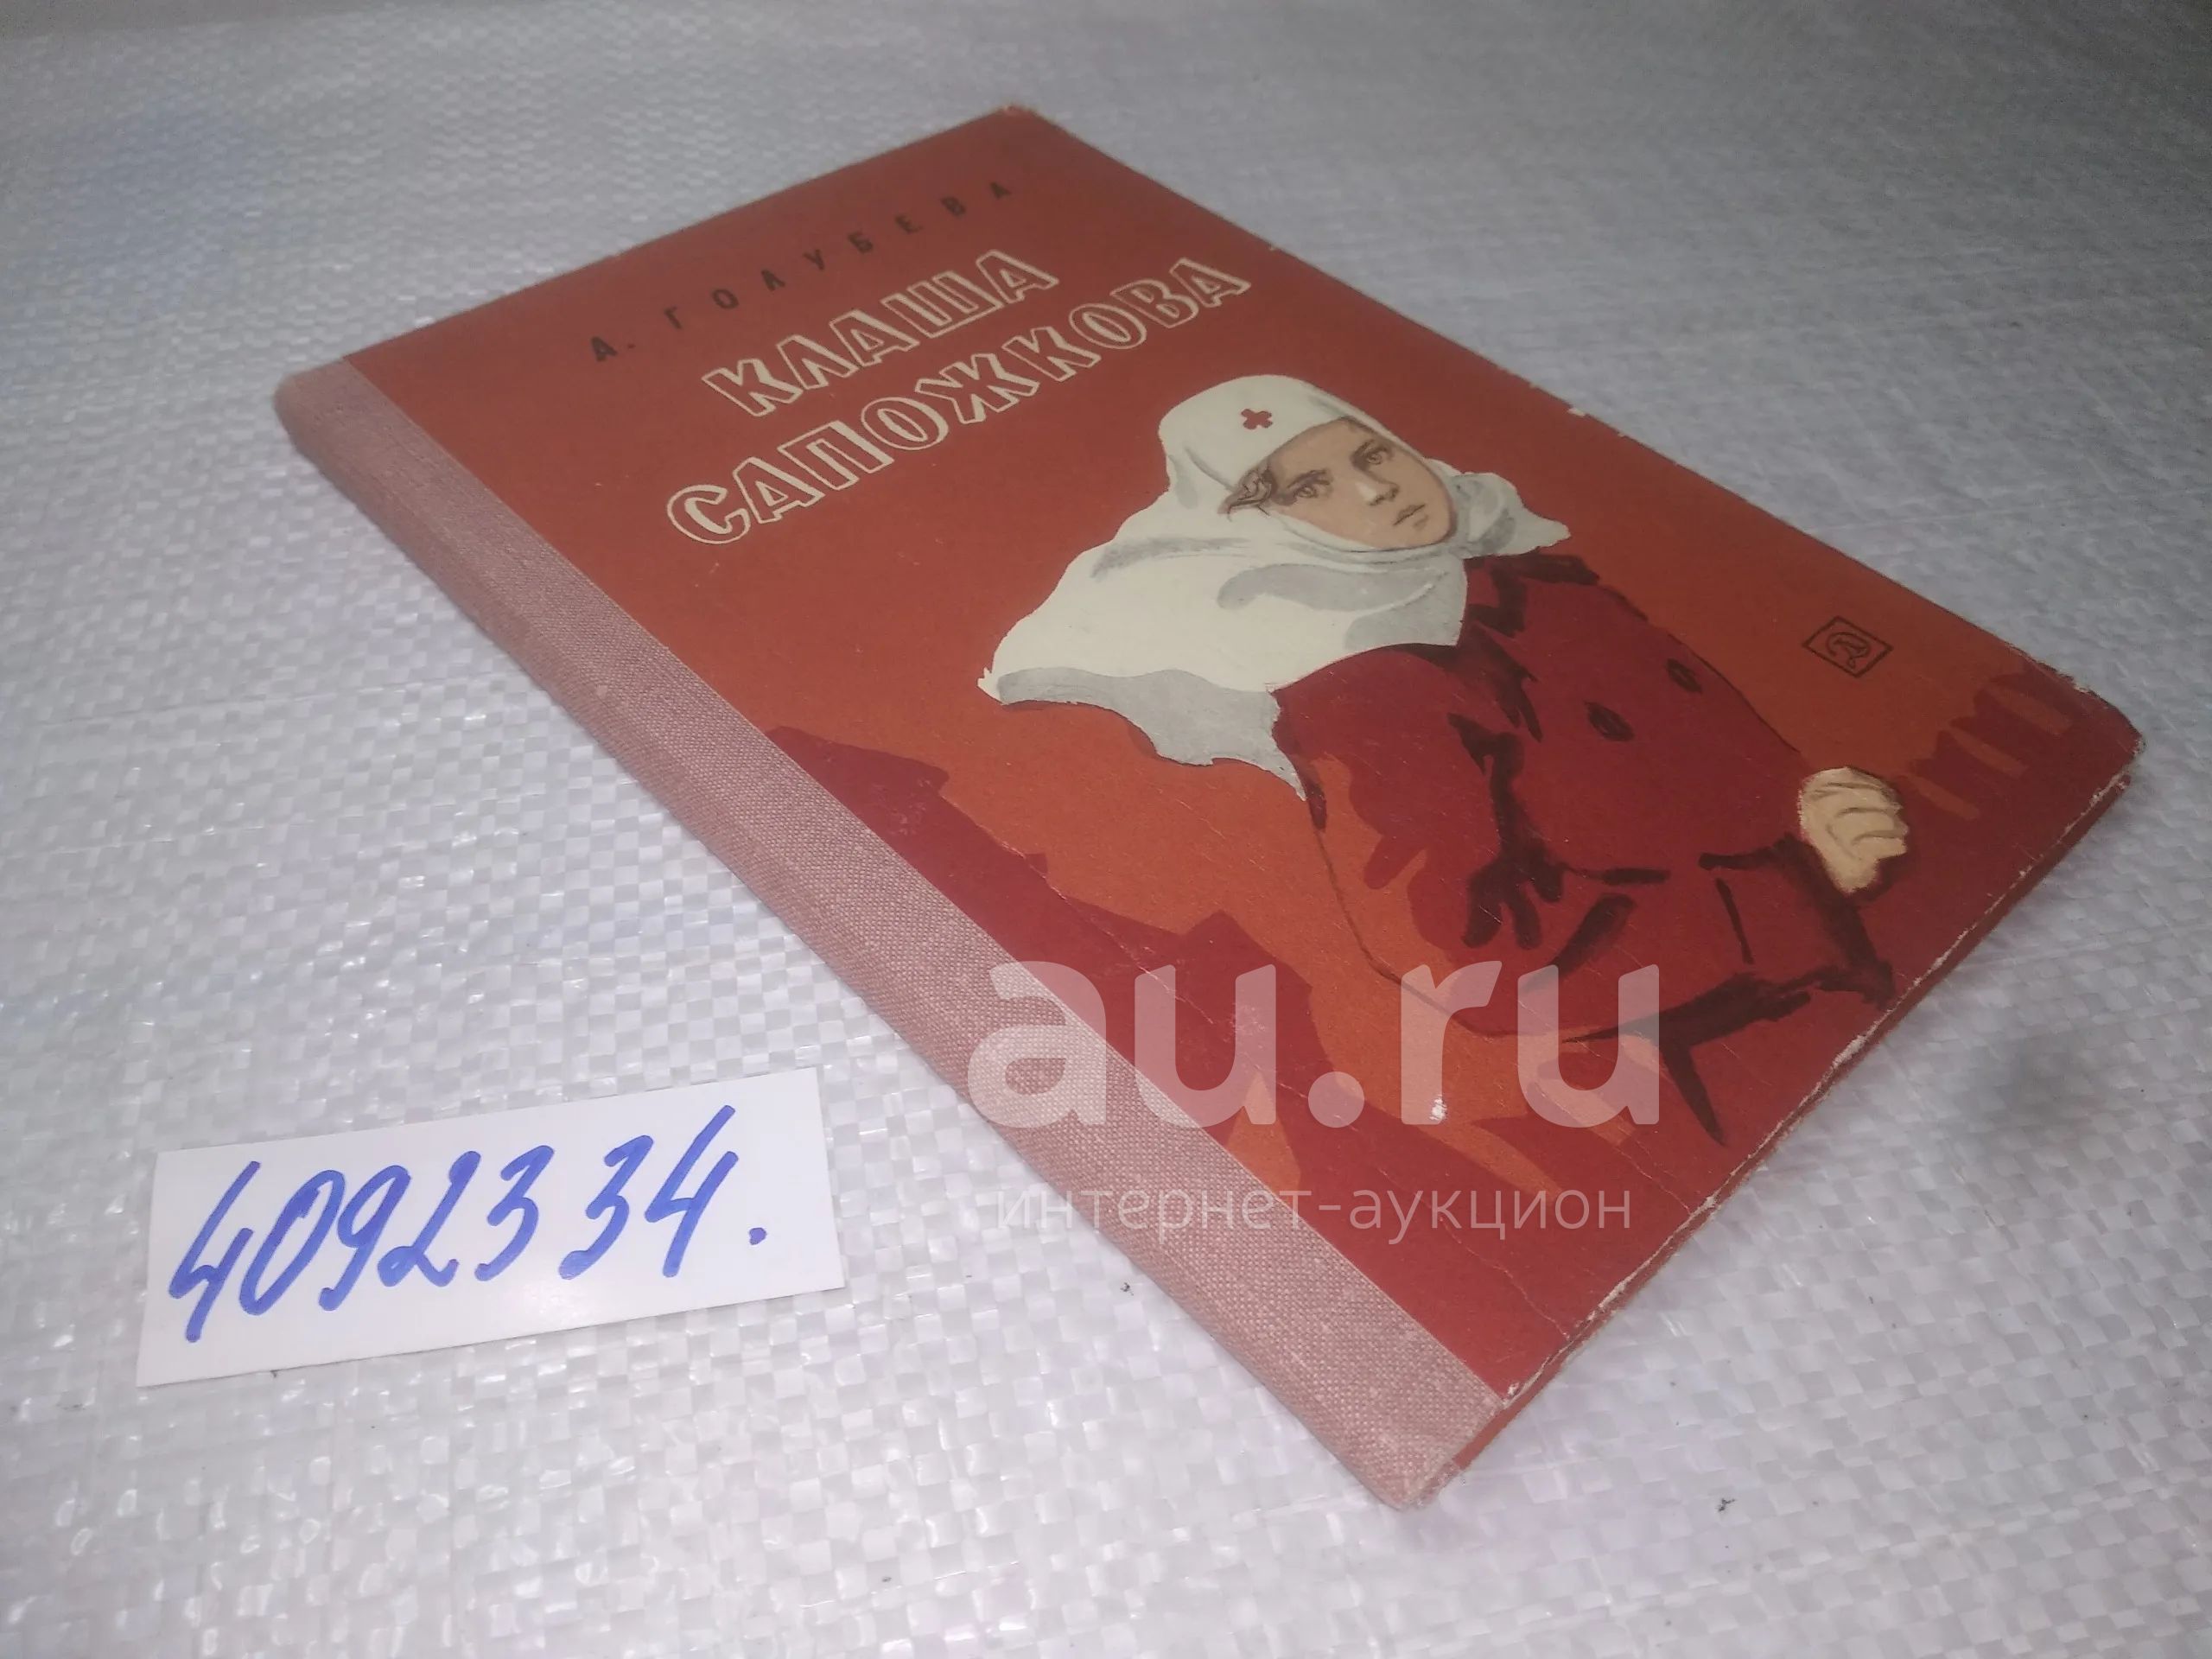 А. ГОЛУБЕВА
КЛАША
САПОЖКОВА
au.ru
интернет-аукцион
4092334.